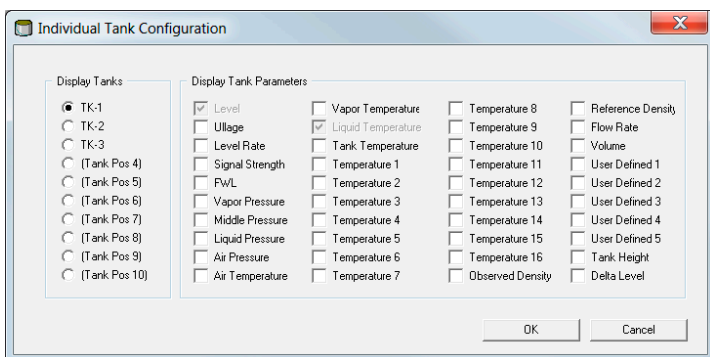 Individual Tank Configuration
Display Tanks
TK-1
TK-2
TK-3
(Tank Pos 4)
(Tank Pos 5)
(Tank Pos 6)
(Tank Pos 7)
(Tank Pos 8)
(Tank Pos 9)
(Tank Pos 10)
Display Tank Parameters
Level
Ullage
Level Rate
Signal Strength
FWL
Vapor Pressure
Middle Pressure
Liquid Pressure
Air Pressure
Air Temperature
Vapor Temperature
Liquid Temperature
Tank Temperature
Temperature 1
Temperature 2
Temperature 3
Temperature 4
Temperature 5
Temperature 6
Temperature 7
Temperature 8
Temperature 9
Temperature 10
Temperature 11
Temperature 12
Temperature 13
Temperature 14
Temperature 15
Temperature 16
Observed Density
Reference Density
Flow Rate
Volume
User Defined 1
User Defined 2
User Defined 3
User Defined 4
User Defined 5
Tank Height
Delta Level
OK
Cancel